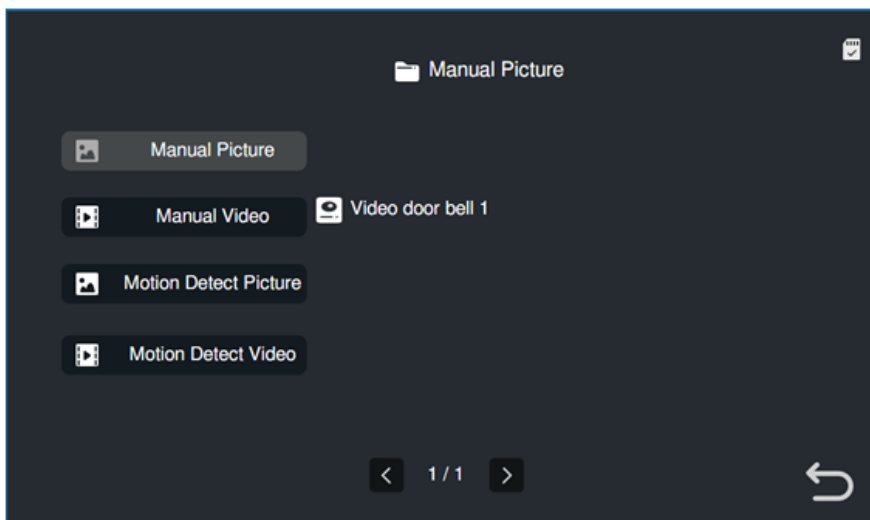 Manual Picture
Manual Picture
Manual Video
Video door bell 1
Motion Detect Picture
Motion Detect Video
1 / 1